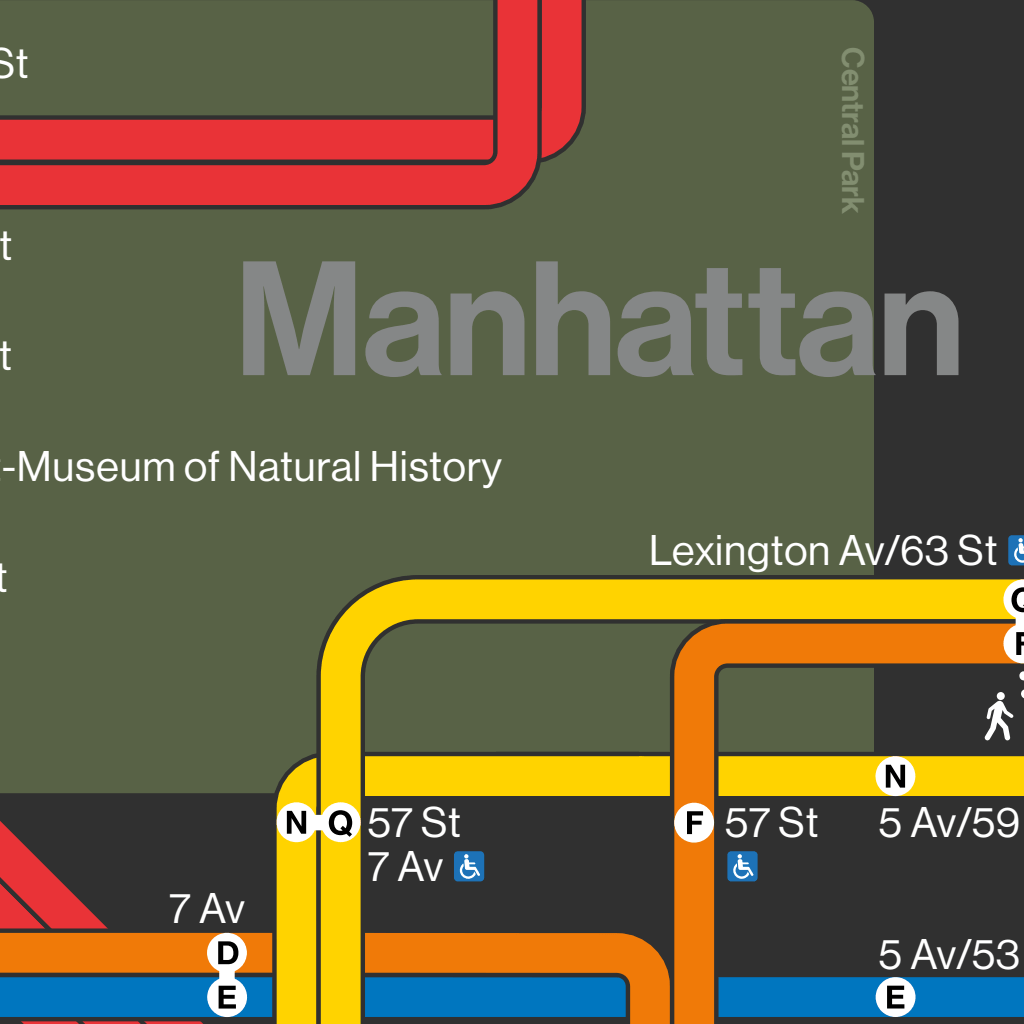 St
Central Park
t
Manhattan
t
-Museum of Natural History
Lexington Av/63 St
t
Q
F
N
N Q 57 St
F 57 St
5 Av/59
7 Av
7 Av
D
5 Av/53
E
E